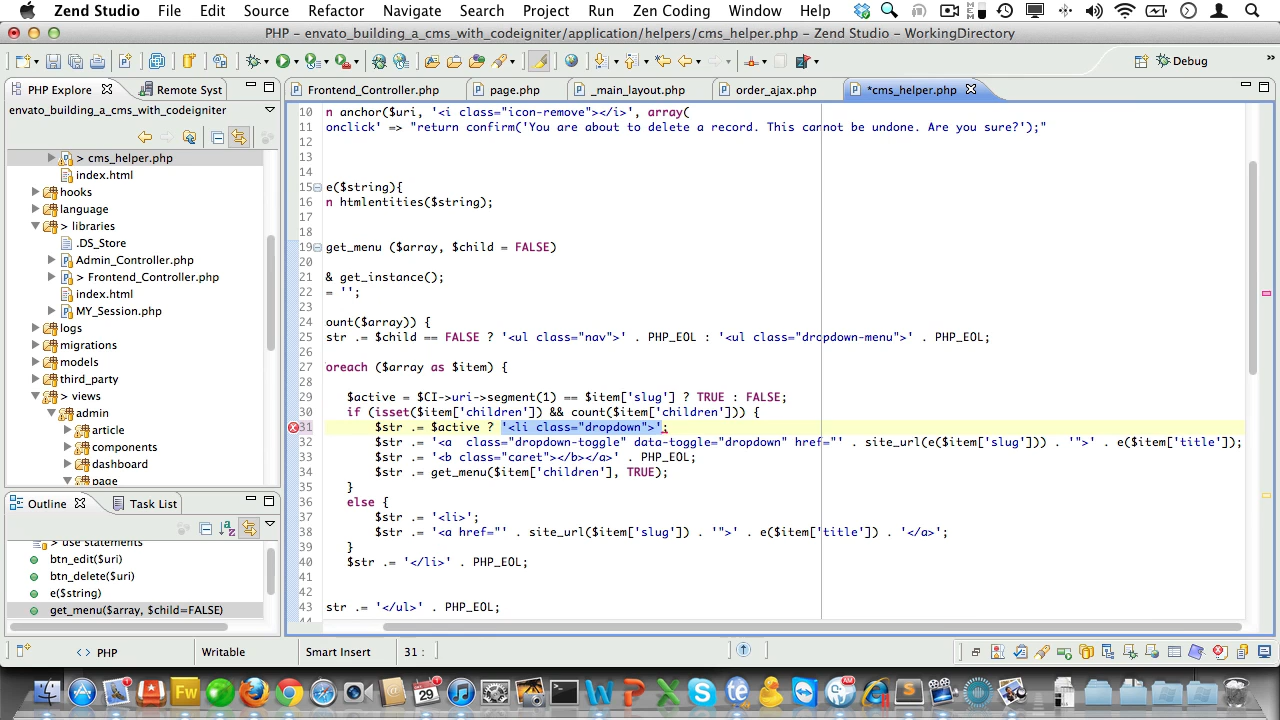 Zend Studio File Edit Source Refactor Navigate Search Project Run Zen Coding Window Help
PHP - envato_building_a_cms_with_codeigniter/application/helpers/cms_helper.php - Zend Studio - WorkingDirectory
Debug
PHP Explore
Remote Syst
envato_building_a_cms_with_codeigniter
> cms_helper.php
index.html
hooks
language
> libraries
.DS_Store
Admin_Controller.php
> Frontend_Controller.php
index.html
MY_Session.php
logs
migrations
models
third_party
> views
admin
article
components
dashboard
page
Outline
Task List
> use statements
btn_edit($uri)
btn_delete($uri)
e($string)
get_menu($array, $child=FALSE)
Frontend_Controller.php
page.php
_main_layout.php
order_ajax.php
*cms_helper.php
10 n anchor($uri, '<i class="icon-remove"></i>', array(
11 onclick' => "return confirm('You are about to delete a record. This cannot be undone. Are you sure?');"
12
13
14
15 e($string){
16 n htmlentities($string);
17
18
19 get_menu ($array, $child = FALSE)
20
21 & get_instance();
22 = '';
23
24 ount($array)) {
25 str .= $child == FALSE ? '<ul class="nav">' . PHP_EOL : '<ul class="dropdown-menu">' . PHP_EOL;
26
27 oreach ($array as $item) {
28
29 $active = $CI->uri->segment(1) == $item['slug'] ? TRUE : FALSE;
30 if (isset($item['children']) && count($item['children'])) {
31 $str .= $active ? '<li class="dropdown">';
32 $str .= '<a  class="dropdown-toggle" data-toggle="dropdown" href="' . site_url(e($item['slug'])) . '">' . e($item['title']);
33 $str .= '<b class="caret"></b></a>' . PHP_EOL;
34 $str .= get_menu($item['children'], TRUE);
35 }
36 else {
37 $str .= '<li>';
38 $str .= '<a href="' . site_url($item['slug']) . '">' . e($item['title']) . '</a>';
39 }
40 $str .= '</li>' . PHP_EOL;
41
42
43 str .= '</ul>' . PHP_EOL;
44
PHP
Writable
Smart Insert
31 :